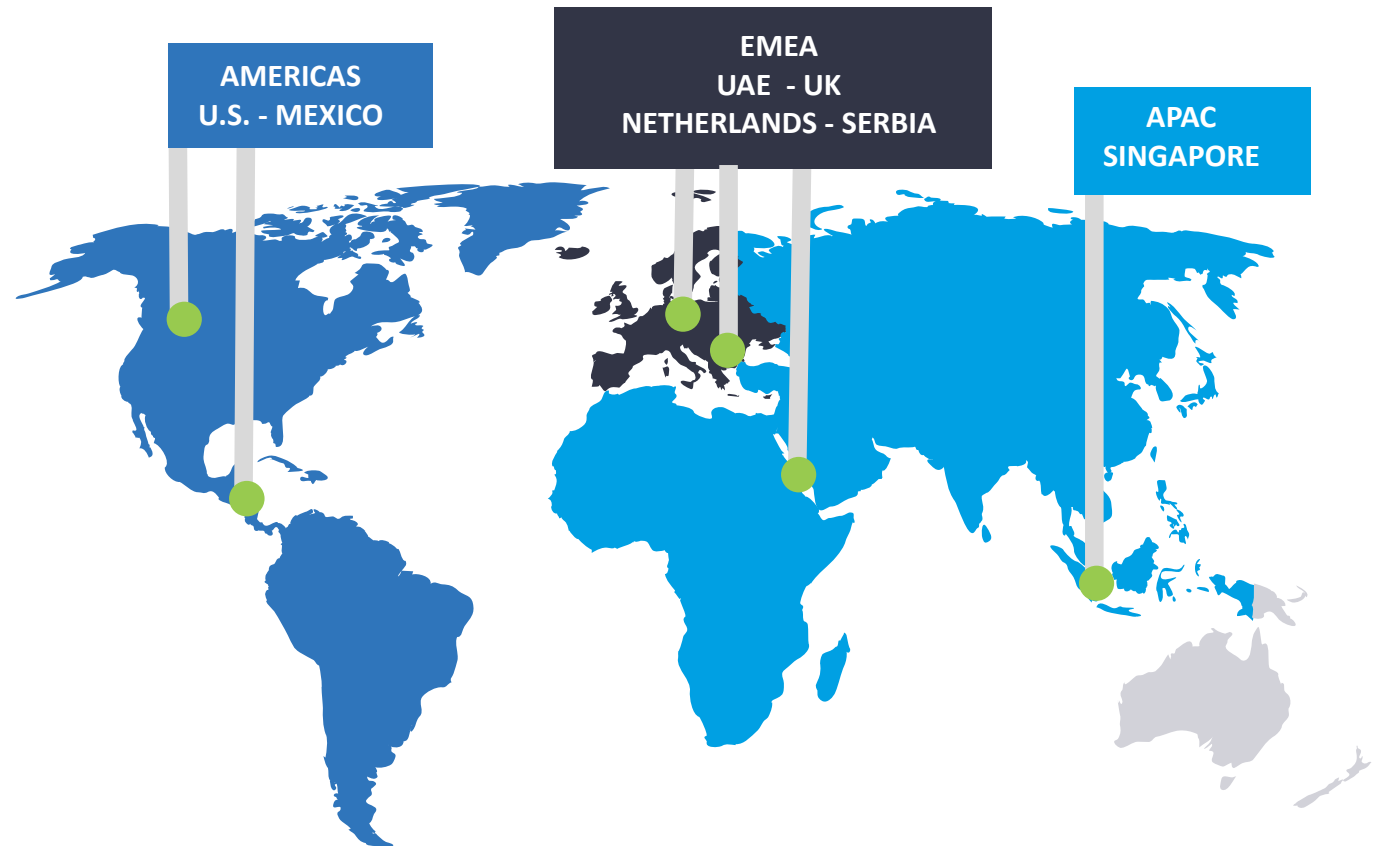 AMERICAS
U.S. - MEXICO
EMEA
UAE - UK
NETHERLANDS - SERBIA
APAC
SINGAPORE